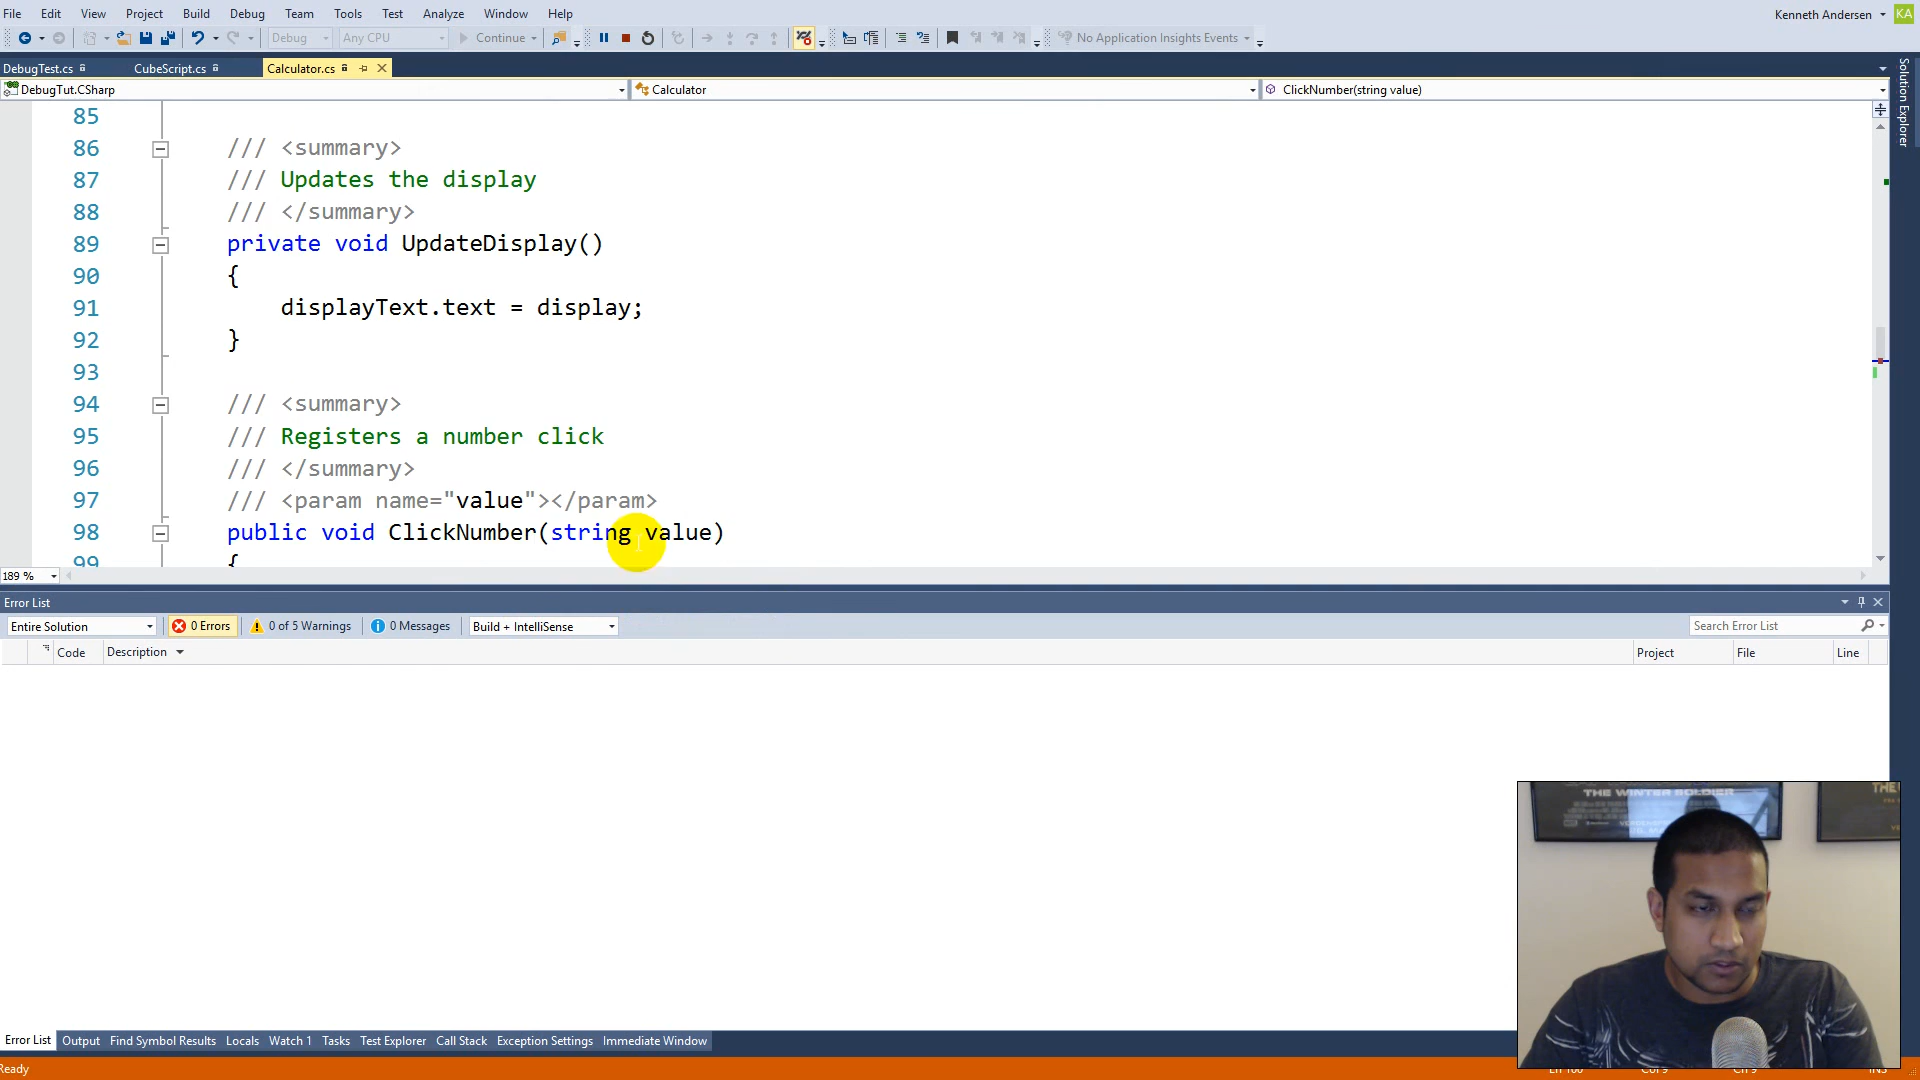 File Edit View Project Build Debug Team Tools Test Analyze Window Help
Kenneth Andersen KA
Debug Any CPU Continue No Application Insights Events
DebugTest.cs CubeScript.cs Calculator.cs
DebugTut.CSharp Calculator ClickNumber(string value)
Solution Explorer
85
86 /// <summary>
87 /// Updates the display
88 /// </summary>
89 private void UpdateDisplay()
90 {
91 displayText.text = display;
92 }
93
94 /// <summary>
95 /// Registers a number click
96 /// </summary>
97 /// <param name="value"></param>
98 public void ClickNumber(string value)
99 {
189 %
Error List
Entire Solution 0 Errors 0 of 5 Warnings 0 Messages Build + IntelliSense Search Error List
Code Description Project File Line
THE WINTER SOLDIER
Error List Output Find Symbol Results Locals Watch 1 Tasks Test Explorer Call Stack Exception Settings Immediate Window
Ready